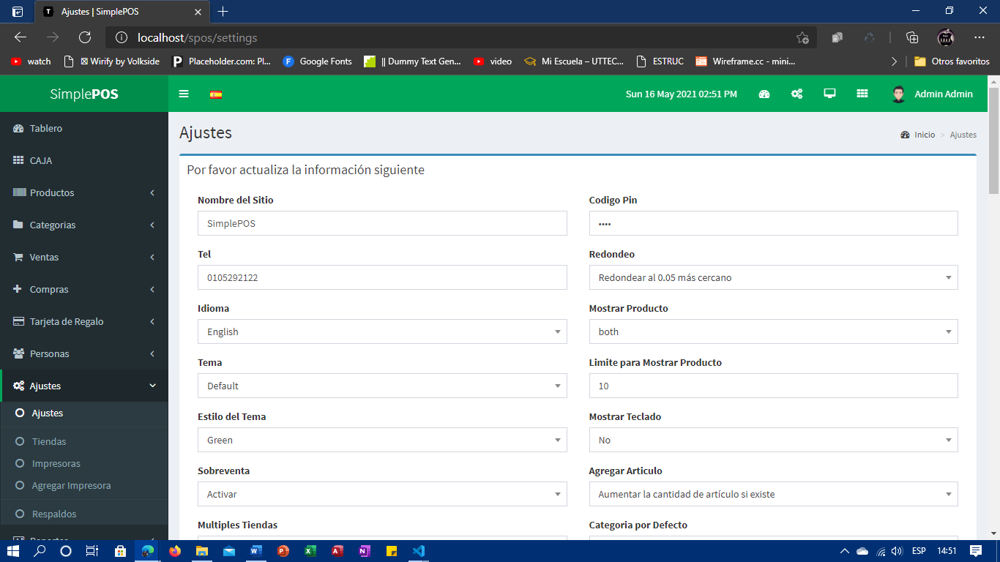 Ajustes | SimplePOS
localhost/spos/settings
watch
Wirify by Volkside
Placeholder.com: Pl...
Google Fonts
|| Dummy Text Gen...
video
Mi Escuela – UTTEC...
ESTRUC
Wireframe.cc - mini...
Otros favoritos
SimplePOS
Sun 16 May 2021 02:51 PM
Admin Admin
Tablero
CAJA
Productos
Categorias
Ventas
Compras
Tarjeta de Regalo
Personas
Ajustes
Ajustes
Tiendas
Impresoras
Agregar Impresora
Respaldos
Reportes
Ajustes
Inicio > Ajustes
Por favor actualiza la información siguiente
Nombre del Sitio
SimplePOS
Codigo Pin
••••
Tel
0105292122
Redondeo
Redondear al 0.05 más cercano
Idioma
English
Mostrar Producto
both
Tema
Default
Limite para Mostrar Producto
10
Estilo del Tema
Green
Mostrar Teclado
No
Sobreventa
Activar
Agregar Articulo
Aumentar la cantidad de artículo si existe
Multiples Tiendas
Categoria por Defecto
ESP
14:51